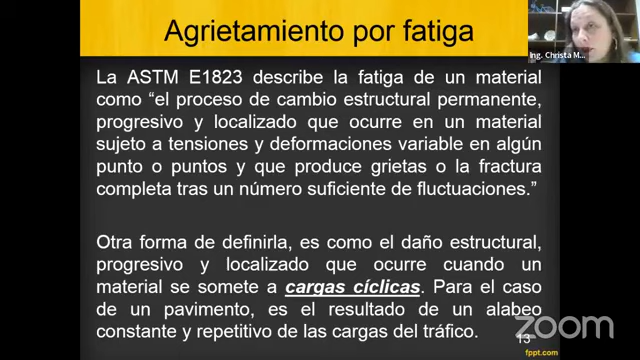 Agrietamiento por fatiga
Ing. Christa M...
La ASTM E1823 describe la fatiga de un material
como “el proceso de cambio estructural permanente,
progresivo y localizado que ocurre en un material
sujeto a tensiones y deformaciones variable en algún
punto o puntos y que produce grietas o la fractura
completa tras un número suficiente de fluctuaciones.”
Otra forma de definirla, es como el daño estructural,
progresivo y localizado que ocurre cuando un
material se somete a cargas cíclicas. Para el caso
de un pavimento, es el resultado de un alabeo
constante y repetitivo de las cargas del tráfico.
zoom
13
fppt.com